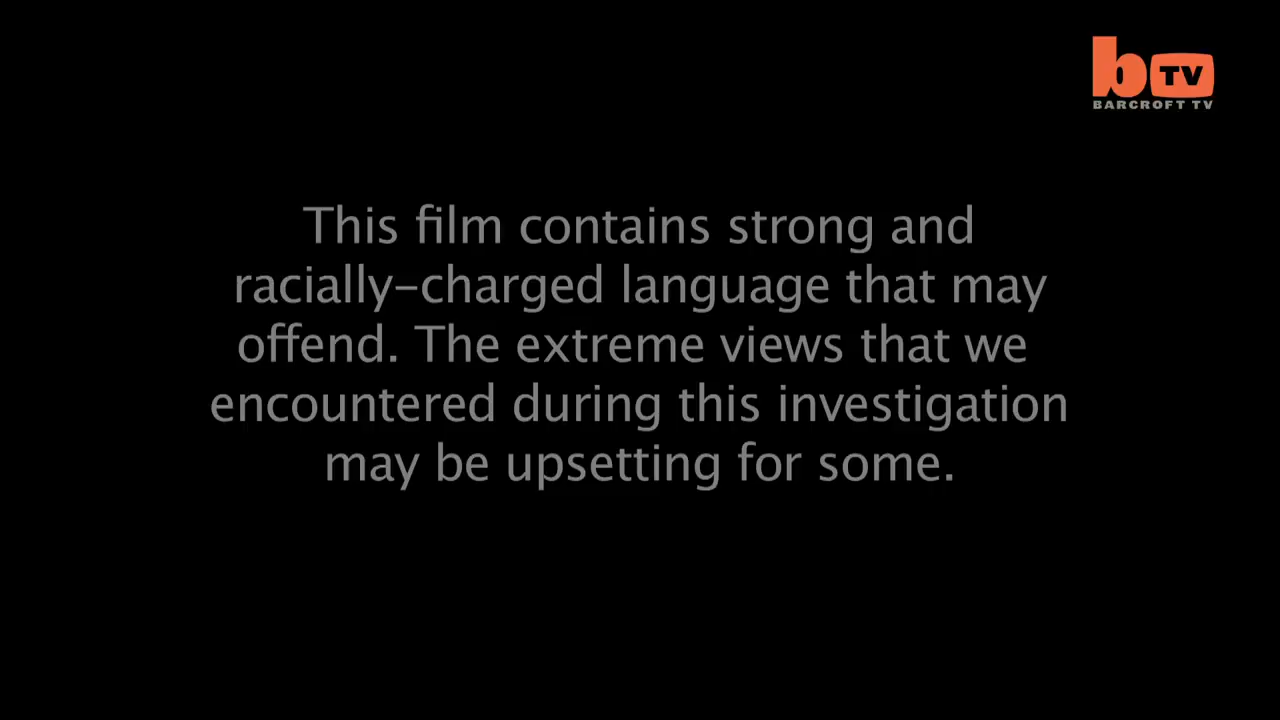 b TV
BARCROFT TV
This film contains strong and
racially-charged language that may
offend. The extreme views that we
encountered during this investigation
may be upsetting for some.